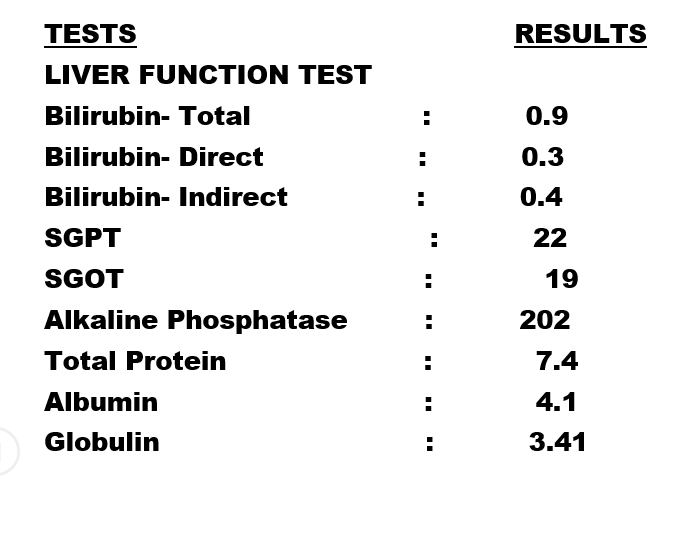 TESTS RESULTS
LIVER FUNCTION TEST
Bilirubin- Total : 0.9
Bilirubin- Direct : 0.3
Bilirubin- Indirect : 0.4
SGPT : 22
SGOT : 19
Alkaline Phosphatase : 202
Total Protein : 7.4
Albumin : 4.1
Globulin : 3.41